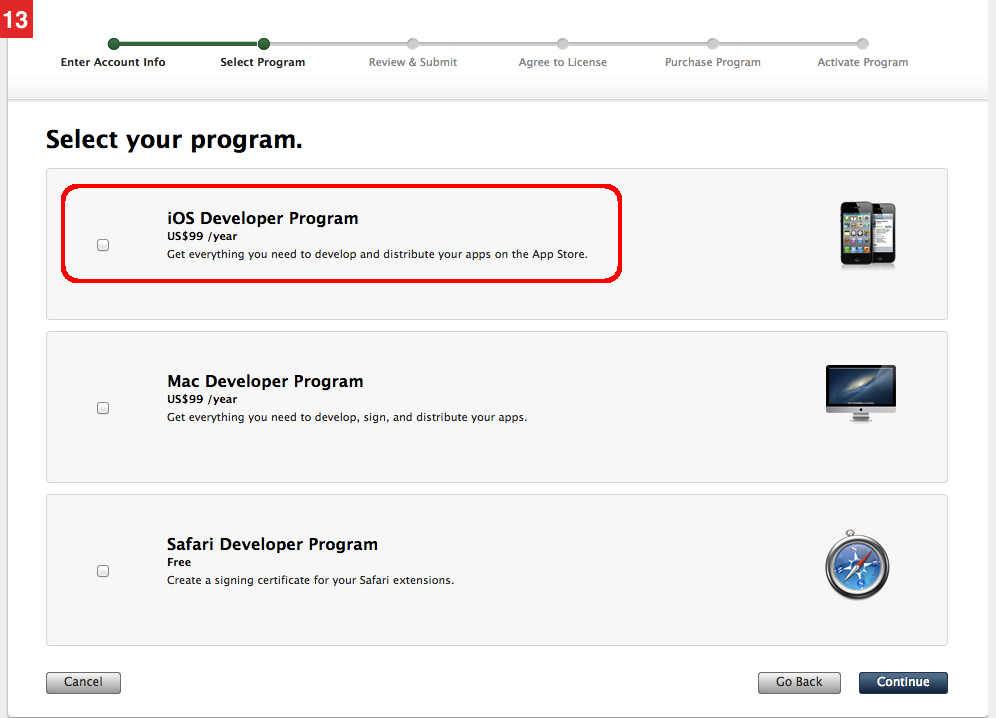 13
Enter Account Info
Select Program
Review & Submit
Agree to License
Purchase Program
Activate Program
Select your program.
iOS Developer Program
US$99 /year
Get everything you need to develop and distribute your apps on the App Store.
Mac Developer Program
US$99 /year
Get everything you need to develop, sign, and distribute your apps.
Safari Developer Program
Free
Create a signing certificate for your Safari extensions.
Cancel
Go Back
Continue